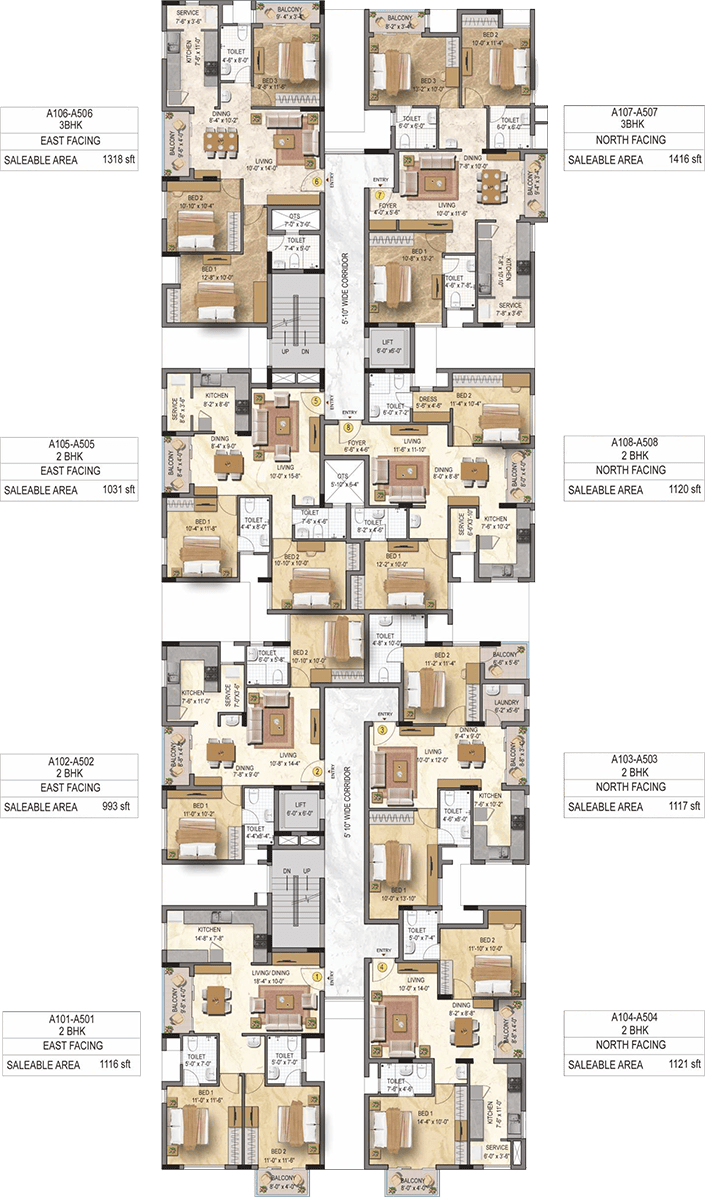 SERVICE
7'-6" x 3'-6"
KITCHEN
7'-6" x 11'-0"
TOILET
4'-6" x 8'-0"
BALCONY
9'- 4" x 3'-4"
BED 3
9'-8" x 11'-6"
DINING
8'-4" x 10'-2"
BALCONY
9'-6" x 4'-0"
LIVING
10'-0" x 14'-0"
6
ENTRY
BED 2
10'-10" x 10'-4"
OTS
7'-0" x 3'-0"
TOILET
7'-4" x 5'-0"
BED 1
12'-8" x 10'-0"
UP
DN
A106-A506
3BHK
EAST FACING
SALEABLE AREA 1318 sft
BALCONY
8'-2" x 3'-4"
BED 3
10'-2" x 10'-0"
BED 2
10'-0" x 11'-4"
TOILET
6'-0" x 6'-0"
TOILET
6'-0" x 6'-0"
DINING
7'-8" x 10'-0"
BALCONY
9'-4" x 3'-4"
ENTRY
7
FOYER
4'-0" x 5'-6"
LIVING
10'-0" x 11'-6"
BED 1
10'-8" x 13'-2"
TOILET
4'-6" x 7'-6"
KITCHEN
7'-8" x 10'-10"
SERVICE
7'-8" x 3'-6"
5'-10" WIDE CORRIDOR
LIFT
6'-0" x6'-0"
A107-A507
3BHK
NORTH FACING
SALEABLE AREA 1416 sft
SERVICE
KITCHEN
8'-2" x 8'-6"
5
ENTRY
DINING
8'-4" x 9'-0"
BALCONY
8'-4" x 4'-0"
LIVING
10'-0" x 15'-6"
BED 1
10'-4" x 11'-8"
TOILET
4'-4" x 8'-0"
TOILET
7'-6" x 4'-6"
BED 2
10'-10" x 10'-0"
A105-A505
2 BHK
EAST FACING
SALEABLE AREA 1031 sft
TOILET
6'-0" x 7'-2"
DRESS
5'-6" x 4'-6"
BED 2
11'-4" x 10'-4"
ENTRY
8
FOYER
6'-6" x 4'-6"
LIVING
11'-6" x 11'-10"
DINING
8'-0" x 8'-8"
BALCONY
8'-0" x 4'-0"
OTS
5'-10" x 6'-4"
TOILET
8'-2" x 4'-6"
SERVICE
KITCHEN
7'-6" x 10'-2"
BED 1
12'-2" x 10'-0"
A108-A508
2 BHK
NORTH FACING
SALEABLE AREA 1120 sft
KITCHEN
7'-6" x 11'-0"
SERVICE
TOILET
6'-0" x 5'-8"
BED 2
10'-10" x 10'-0"
BALCONY
DINING
7'-8" x 9'-0"
LIVING
10'-8" x 14'-4"
2
ENTRY
BED 1
11'-0" x 10'-2"
TOILET
LIFT
6'-0" x 6'-0"
DN
UP
A102-A502
2 BHK
EAST FACING
SALEABLE AREA 993 sft
TOILET
4'-8" x 10'-0"
BED 2
11'-2" x 11'-4"
BALCONY
6'-6" x 5'-6"
LAUNDRY
6'-2" x5'-6"
ENTRY
3
DINING
9'-4" x 9'-0"
LIVING
10'-0" x 12'-0"
BALCONY
TOILET
4'-6" x8'-0"
KITCHEN
7'-6" x 10'-2"
BED 1
10'-0" x 13'-10"
5' 10" WIDE CORRIDOR
A103-A503
2 BHK
NORTH FACING
SALEABLE AREA 1117 sft
KITCHEN
14'-8" x 7'-8"
LIVING/ DINING
18'-4" x 10'-0"
1
ENTRY
BALCONY
9'-8" x 4'-0"
TOILET
5'-0" x 7'-0"
TOILET
5'-0" x 7'-0"
BED 1
11'-0" x 11'-6"
BED 2
11'-0" x 11'-6"
BALCONY
8'-0" x 4'-0"
A101-A501
2 BHK
EAST FACING
SALEABLE AREA 1116 sft
TOILET
5'-0" x 7'-4"
BED 2
11'-10" x 10'-0"
ENTRY
4
LIVING
10'-0" x 14'-0"
DINING
8'-2" x 8'-8"
BALCONY
8'-0" x 4'-0"
TOILET
7'-6" x 4'-6"
BED 1
14'-4" x 10'-0"
KITCHEN
7'-6" x 11'-0"
SERVICE
6'-0" x 3'-6"
BALCONY
8'-0" x 4'-0"
A104-A504
2 BHK
NORTH FACING
SALEABLE AREA 1121 sft